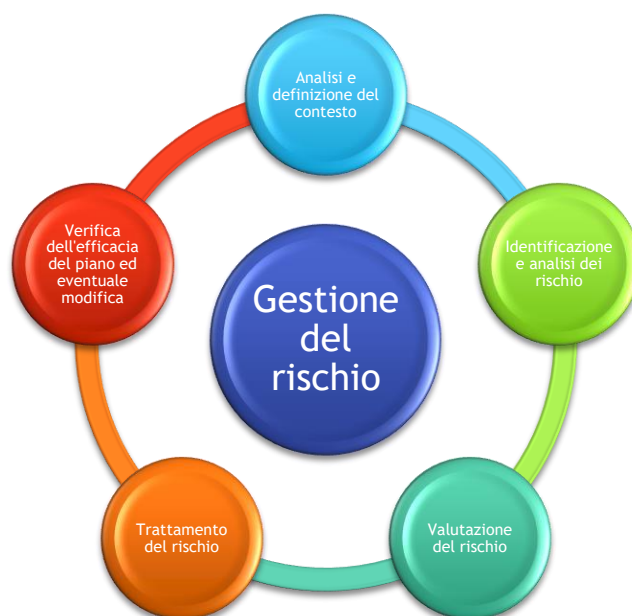 Analisi e
definizione del
contesto
Identificazione
e analisi dei
rischio
Valutazione
del rischio
Trattamento
del rischio
Verifica
dell'efficacia
del piano ed
eventuale
modifica
Gestione
del
rischio